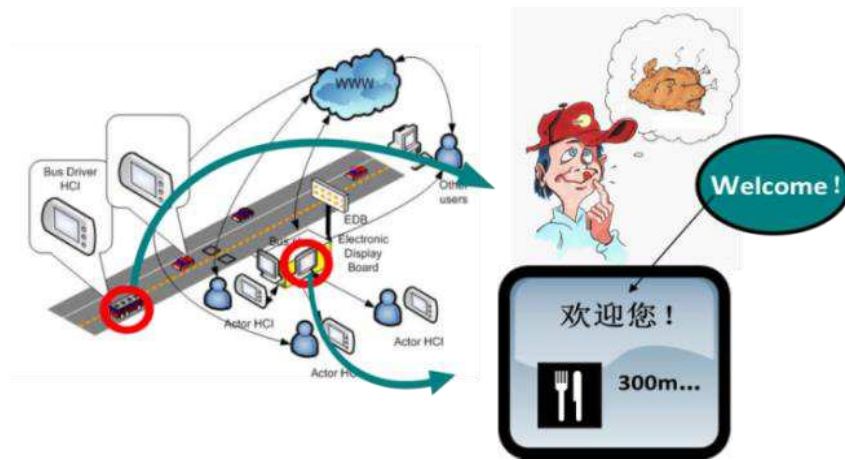 WWW
Bus Driver
HCI
Other
users
EDB
Electronic
Display
Board
Actor HCI
Actor HCI
Actor H
Welcome!
欢迎您!
300m...